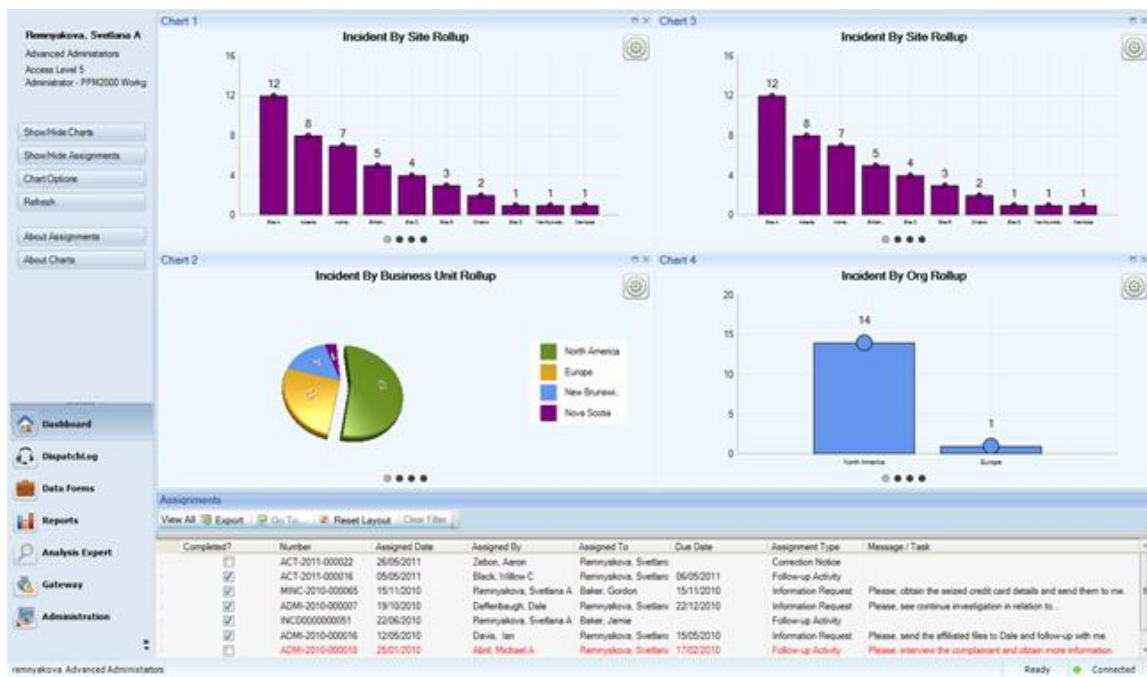 Remnyakova, Svetlana A
Advanced Administators
Access Level 5
Administrator - PPM2000 Workg
Show/Hide Charts
Show/Hide Assignments
Chart Options
Refresh
About Assignments
About Charts
Dashboard
DispatchLog
Data Forms
Reports
Analysis Expert
Gateway
Administration
Chart 1
Incident By Site Rollup
16
12
8
4
0
12 8 7 5 4 3 2 1 1 1
Chart 3
Incident By Site Rollup
16
12
8
4
0
12 8 7 5 4 3 2 1 1 1
Chart 2
Incident By Business Unit Rollup
North America
Europe
New Brunswi..
Nova Scotia
Chart 4
Incident By Org Rollup
20
15
10
5
0
14
1
North America Europe
Assignments
View All Export Go To... Reset Layout Clear Filter
Completed? Number Assigned Date Assigned By Assigned To Due Date Assignment Type Message / Task
ACT-2011-000022 26/05/2011 Zebon, Aaron Remnyakova, Svetlana Correction Notice
ACT-2011-000016 05/05/2011 Black, Willow C Remnyakova, Svetlana 06/05/2011 Follow-up Activity
MINC-2010-000065 15/11/2010 Remnyakova, Svetlana A Baker, Gordon 15/11/2010 Information Request Please, obtain the seized credit card details and send them to me.
ADMI-2010-000007 19/10/2010 Deffenbaugh, Dale Remnyakova, Svetlana 22/12/2010 Information Request Please, see continue investigation in relation to...
INCD0000000051 22/06/2010 Remnyakova, Svetlana A Baker, Jamie Follow-up Activity
ADMI-2010-000016 12/05/2010 Davis, Ian Remnyakova, Svetlana 15/05/2010 Information Request Please, send the affiliated files to Dale and follow-up with me.
ADMI-2010-000018 25/01/2010 Abril, Michael A Remnyakova, Svetlana 17/02/2010 Follow-up Activity Please, interview the complainant and obtain more information.
remnyakova Advanced Administators
Ready Connected